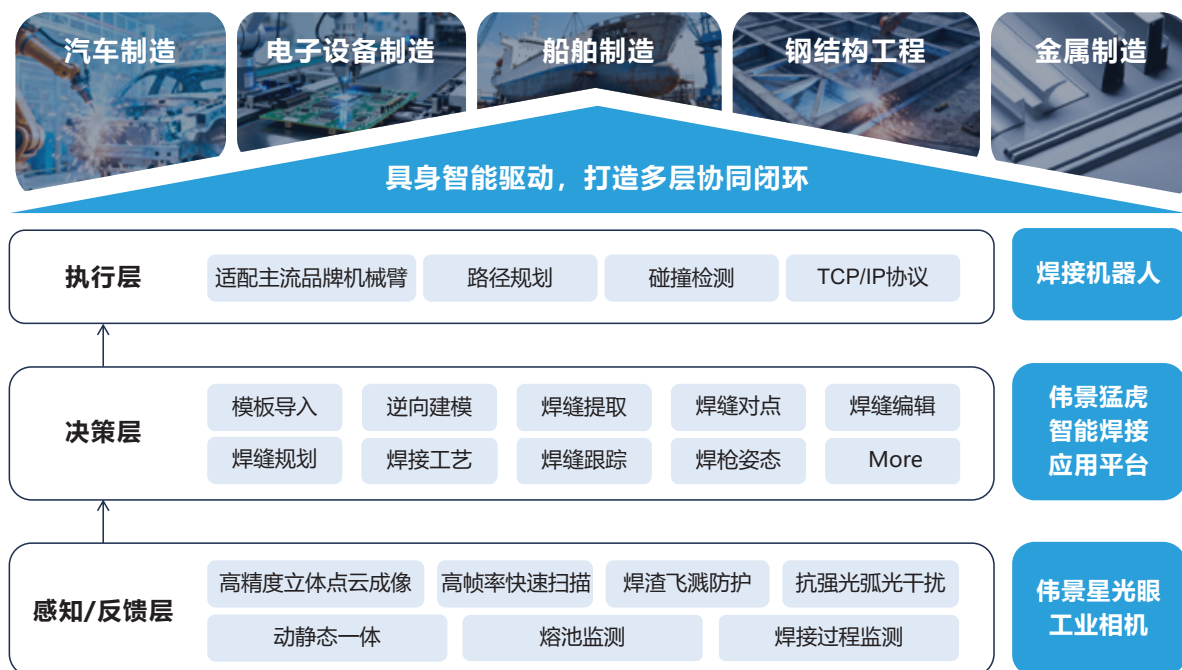 汽车制造
电子设备制造
船舶制造
钢结构工程
金属制造
具身智能驱动，打造多层协同闭环
执行层
适配主流品牌机械臂
路径规划
碰撞检测
TCP/IP协议
焊接机器人
决策层
模板导入
逆向建模
焊缝提取
焊缝对点
焊缝编辑
焊缝规划
焊接工艺
焊缝跟踪
焊枪姿态
More
伟景猛虎
智能焊接
应用平台
感知/反馈层
高精度立体点云成像
高帧率快速扫描
焊渣飞溅防护
抗强光弧光干扰
动静态一体
熔池监测
焊接过程监测
伟景星光眼
工业相机